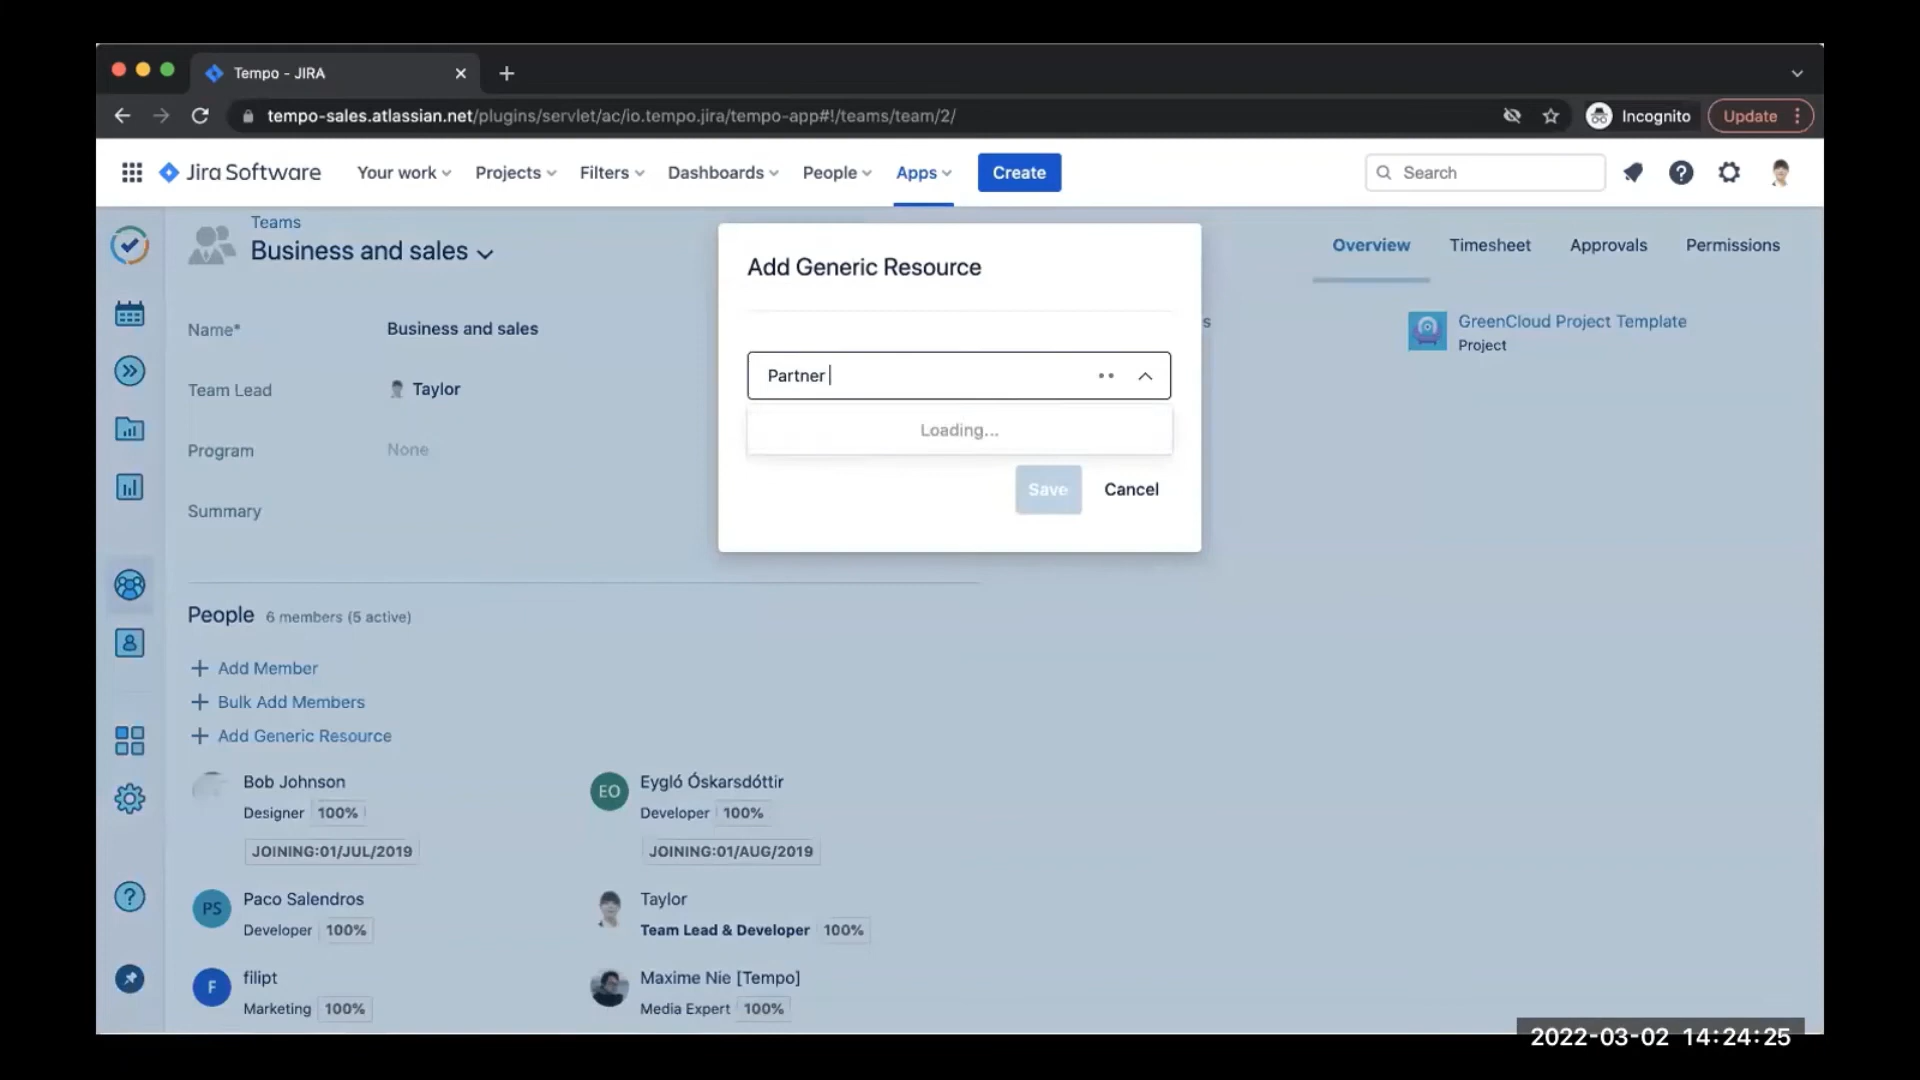 Tempo - JIRA
tempo-sales.atlassian.net/plugins/servlet/ac/io.tempo.jira/tempo-app#!/teams/team/2/
Incognito
Update
Jira Software
Your work
Projects
Filters
Dashboards
People
Apps
Create
Search
Teams
Business and sales
Add Generic Resource
Overview
Timesheet
Approvals
Permissions
Name*
Business and sales
s
GreenCloud Project Template
Project
Partner
Team Lead
Taylor
Loading...
Program
None
Save
Cancel
Summary
People 6 members (5 active)
Add Member
Bulk Add Members
Add Generic Resource
Bob Johnson
Designer 100%
JOINING:01/JUL/2019
EO
Eygló Óskarsdóttir
Developer 100%
JOINING:01/AUG/2019
PS
Paco Salendros
Developer 100%
Taylor
Team Lead & Developer 100%
F
filipt
Marketing 100%
Maxime Nie [Tempo]
Media Expert 100%
2022-03-02 14:24:25